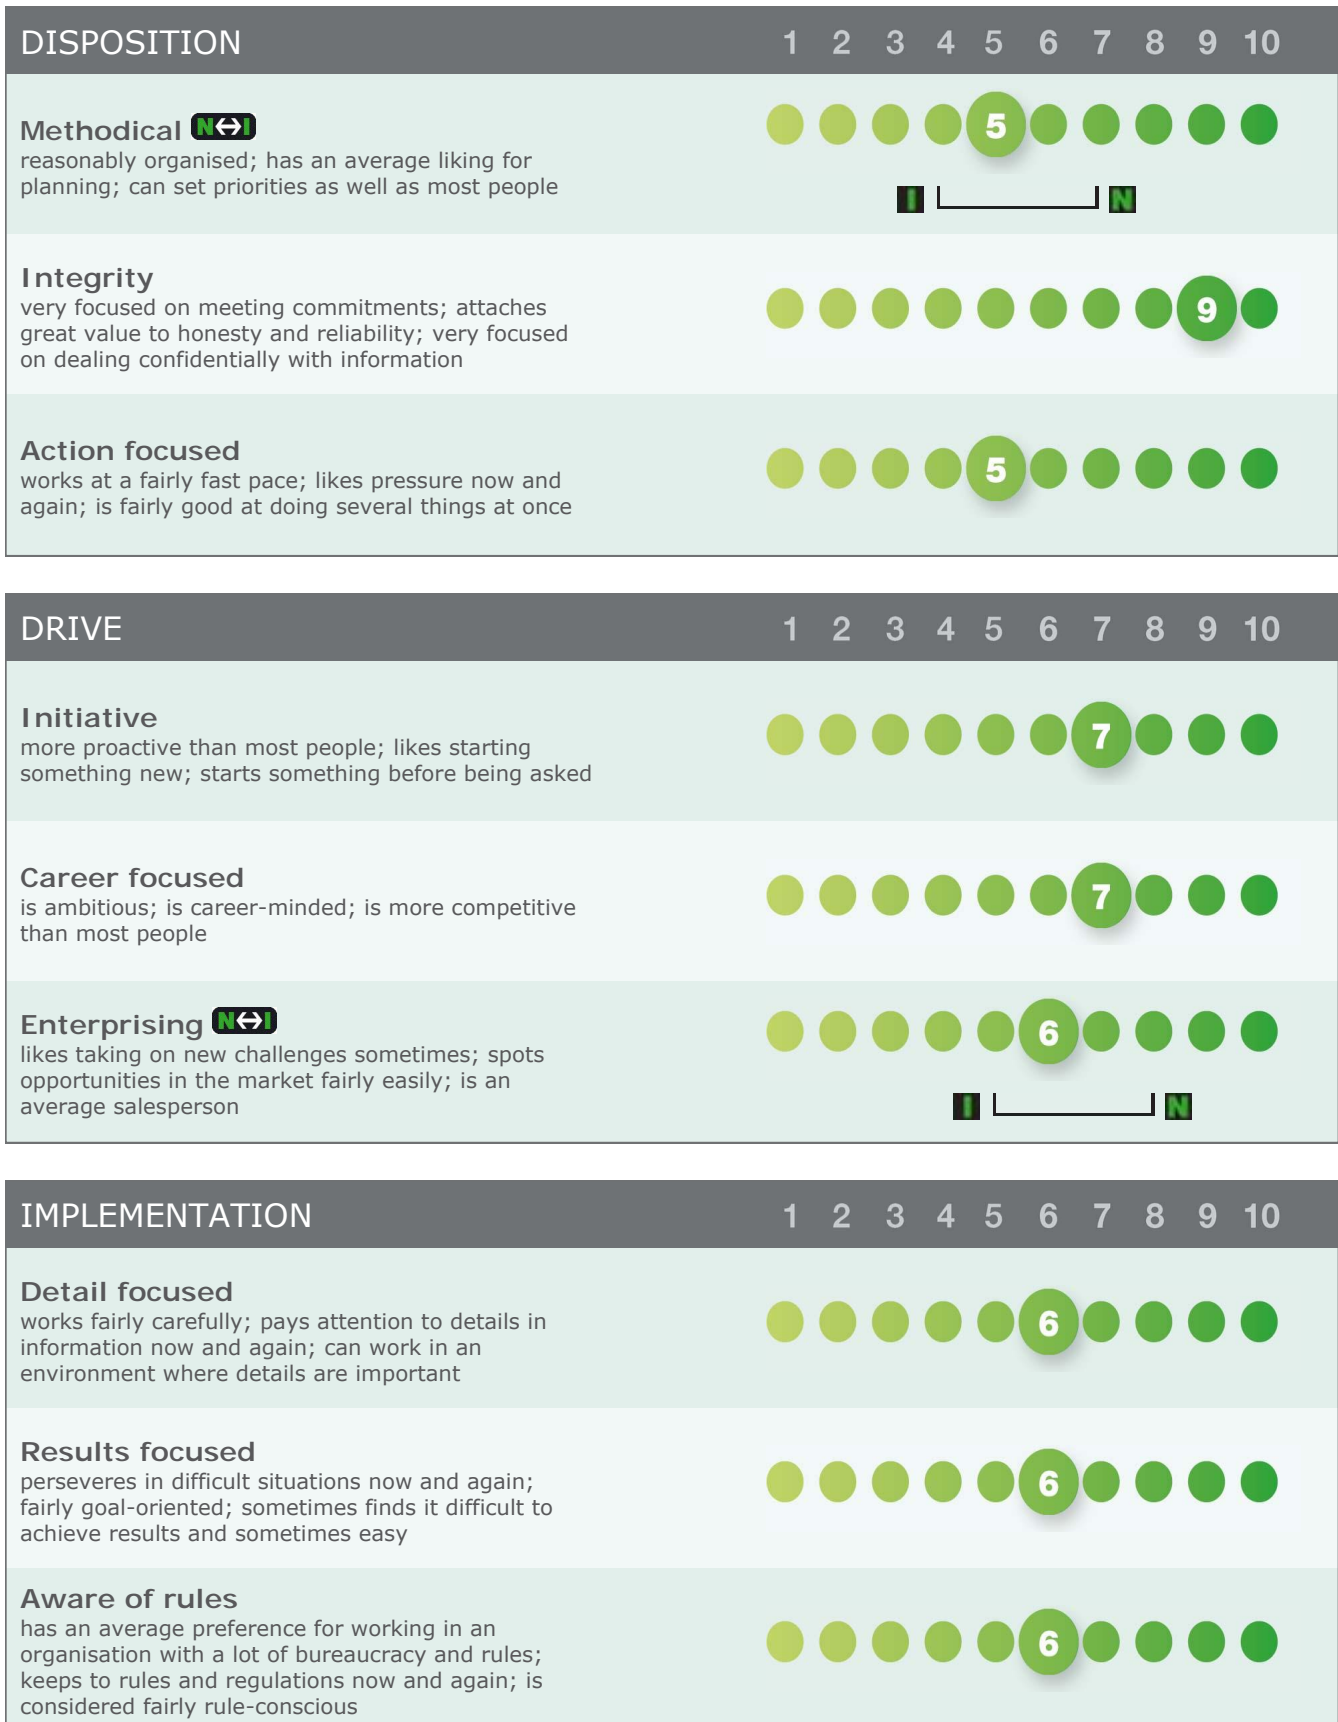 DISPOSITION 1 2 3 4 5 6 7 8 9 10
Methodical N↔I
reasonably organised; has an average liking for
planning; can set priorities as well as most people
5
I N
Integrity
very focused on meeting commitments; attaches
great value to honesty and reliability; very focused
on dealing confidentially with information
9
Action focused
works at a fairly fast pace; likes pressure now and
again; is fairly good at doing several things at once
5
DRIVE 1 2 3 4 5 6 7 8 9 10
Initiative
more proactive than most people; likes starting
something new; starts something before being asked
7
Career focused
is ambitious; is career-minded; is more competitive
than most people
7
Enterprising N↔I
likes taking on new challenges sometimes; spots
opportunities in the market fairly easily; is an
average salesperson
6
I N
IMPLEMENTATION 1 2 3 4 5 6 7 8 9 10
Detail focused
works fairly carefully; pays attention to details in
information now and again; can work in an
environment where details are important
6
Results focused
perseveres in difficult situations now and again;
fairly goal-oriented; sometimes finds it difficult to
achieve results and sometimes easy
6
Aware of rules
has an average preference for working in an
organisation with a lot of bureaucracy and rules;
keeps to rules and regulations now and again; is
considered fairly rule-conscious
6